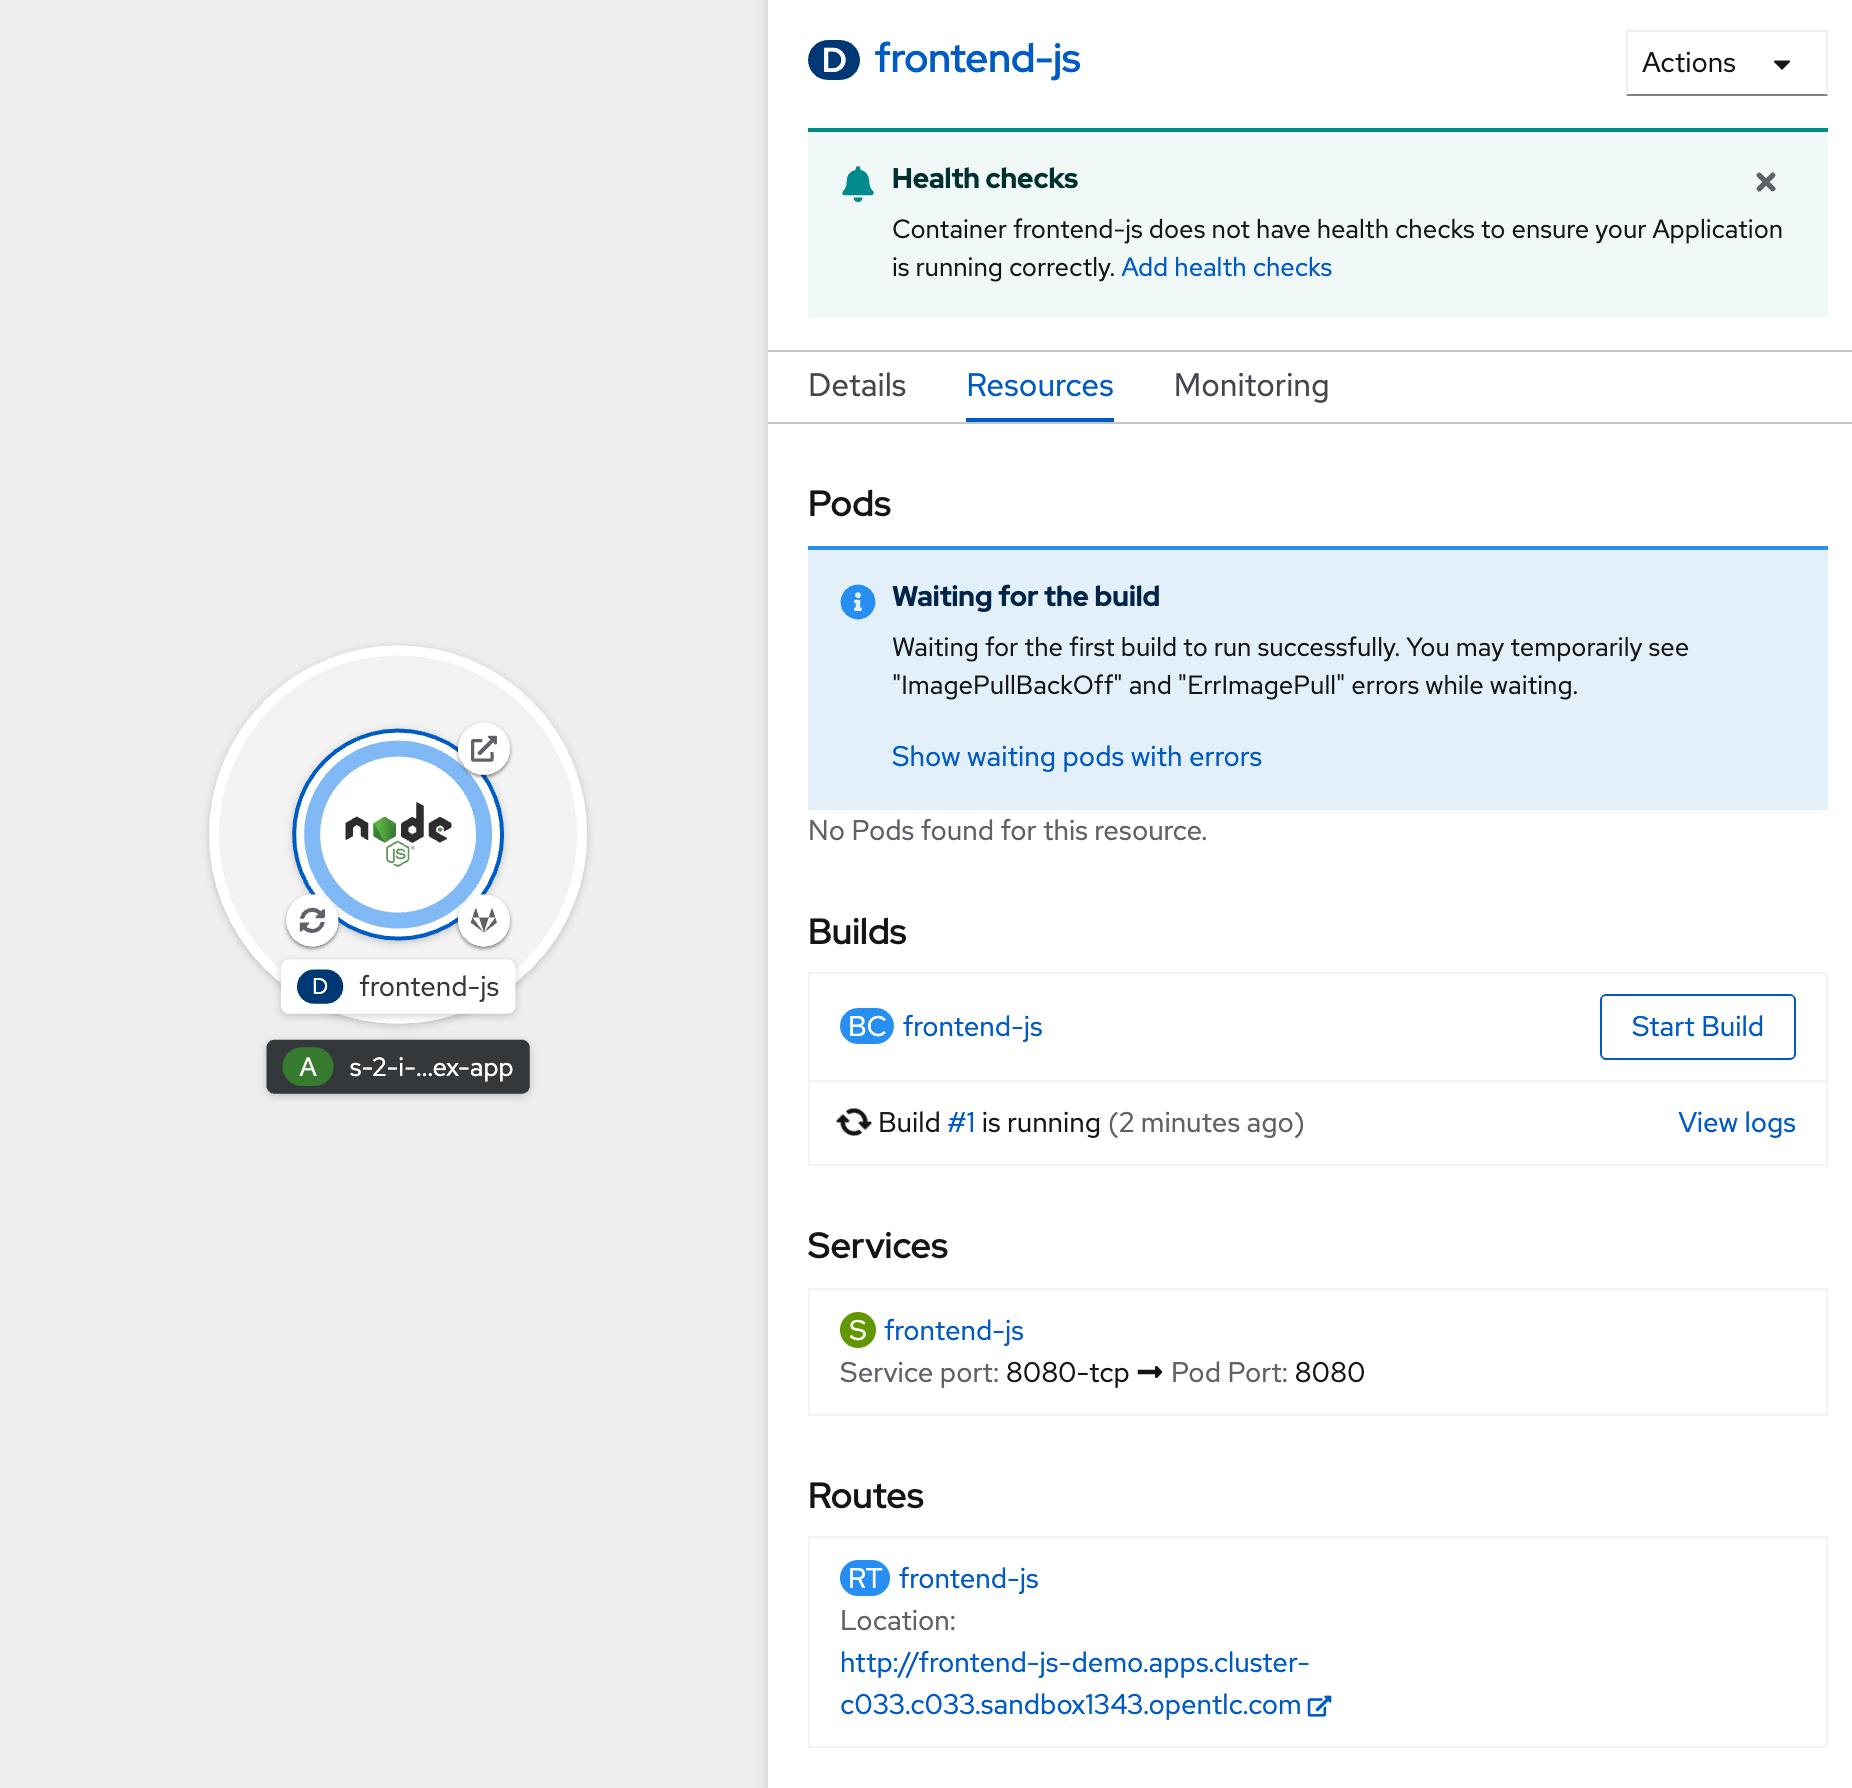 D frontend-js
Actions
Health checks
Container frontend-js does not have health checks to ensure your Application
is running correctly. Add health checks
Details Resources Monitoring
Pods
Waiting for the build
Waiting for the first build to run successfully. You may temporarily see
"ImagePullBackOff" and "ErrImagePull" errors while waiting.
Show waiting pods with errors
No Pods found for this resource.
Builds
BC frontend-js
Start Build
Build #1 is running (2 minutes ago)
View logs
Services
S frontend-js
Service port: 8080-tcp → Pod Port: 8080
Routes
RT frontend-js
Location:
http://frontend-js-demo.apps.cluster-
c033.c033.sandbox1343.opentlc.com
node
JS
D frontend-js
A s-2-i-...ex-app